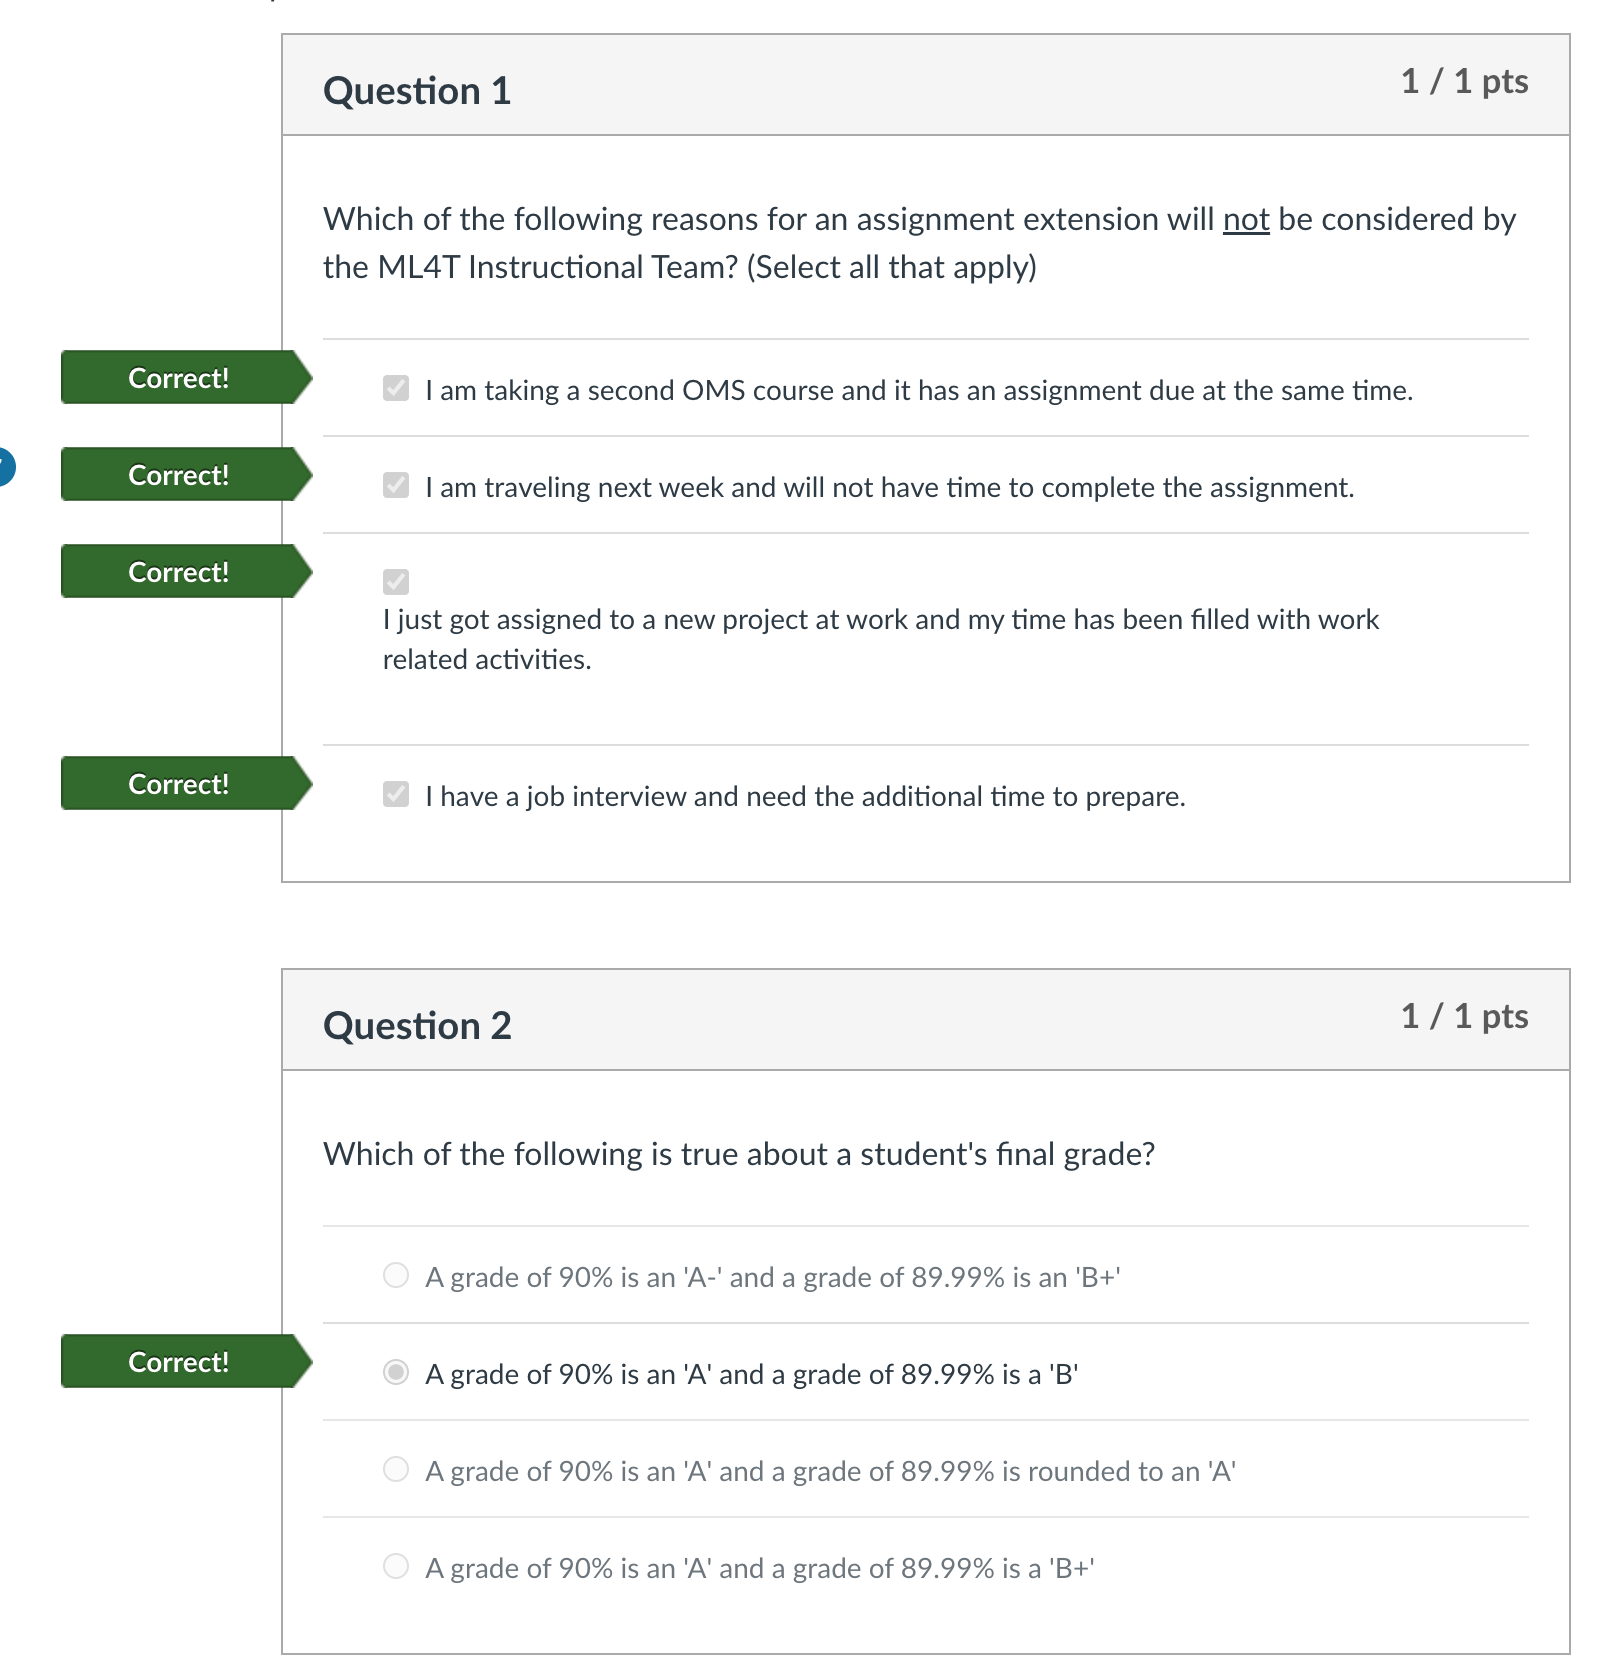 Question 1
1 / 1 pts
Which of the following reasons for an assignment extension will not be considered by
the ML4T Instructional Team? (Select all that apply)
Correct!
I am taking a second OMS course and it has an assignment due at the same time.
Correct!
I am traveling next week and will not have time to complete the assignment.
Correct!
I just got assigned to a new project at work and my time has been filled with work
related activities.
Correct!
I have a job interview and need the additional time to prepare.
Question 2
1 / 1 pts
Which of the following is true about a student's final grade?
A grade of 90% is an 'A-' and a grade of 89.99% is an 'B+'
Correct!
A grade of 90% is an 'A' and a grade of 89.99% is a 'B'
A grade of 90% is an 'A' and a grade of 89.99% is rounded to an 'A'
A grade of 90% is an 'A' and a grade of 89.99% is a 'B+'